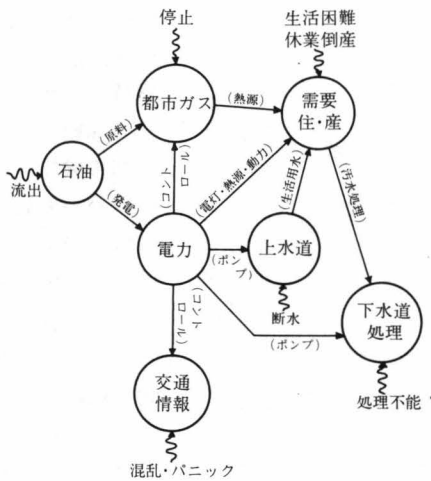 停止
生活困難
休業倒産
都市ガス
(熱源)
需要
住・産
(原料)
石油
流出
(コント
ロール)
(電灯・熱源・動力)
(生活用水)
(汚水処理)
(発電)
電力
(ポン
プ)
上水道
断水
(コント
ロール)
(ポンプ)
下水道
処理
処理不能
交通
情報
混乱・パニック